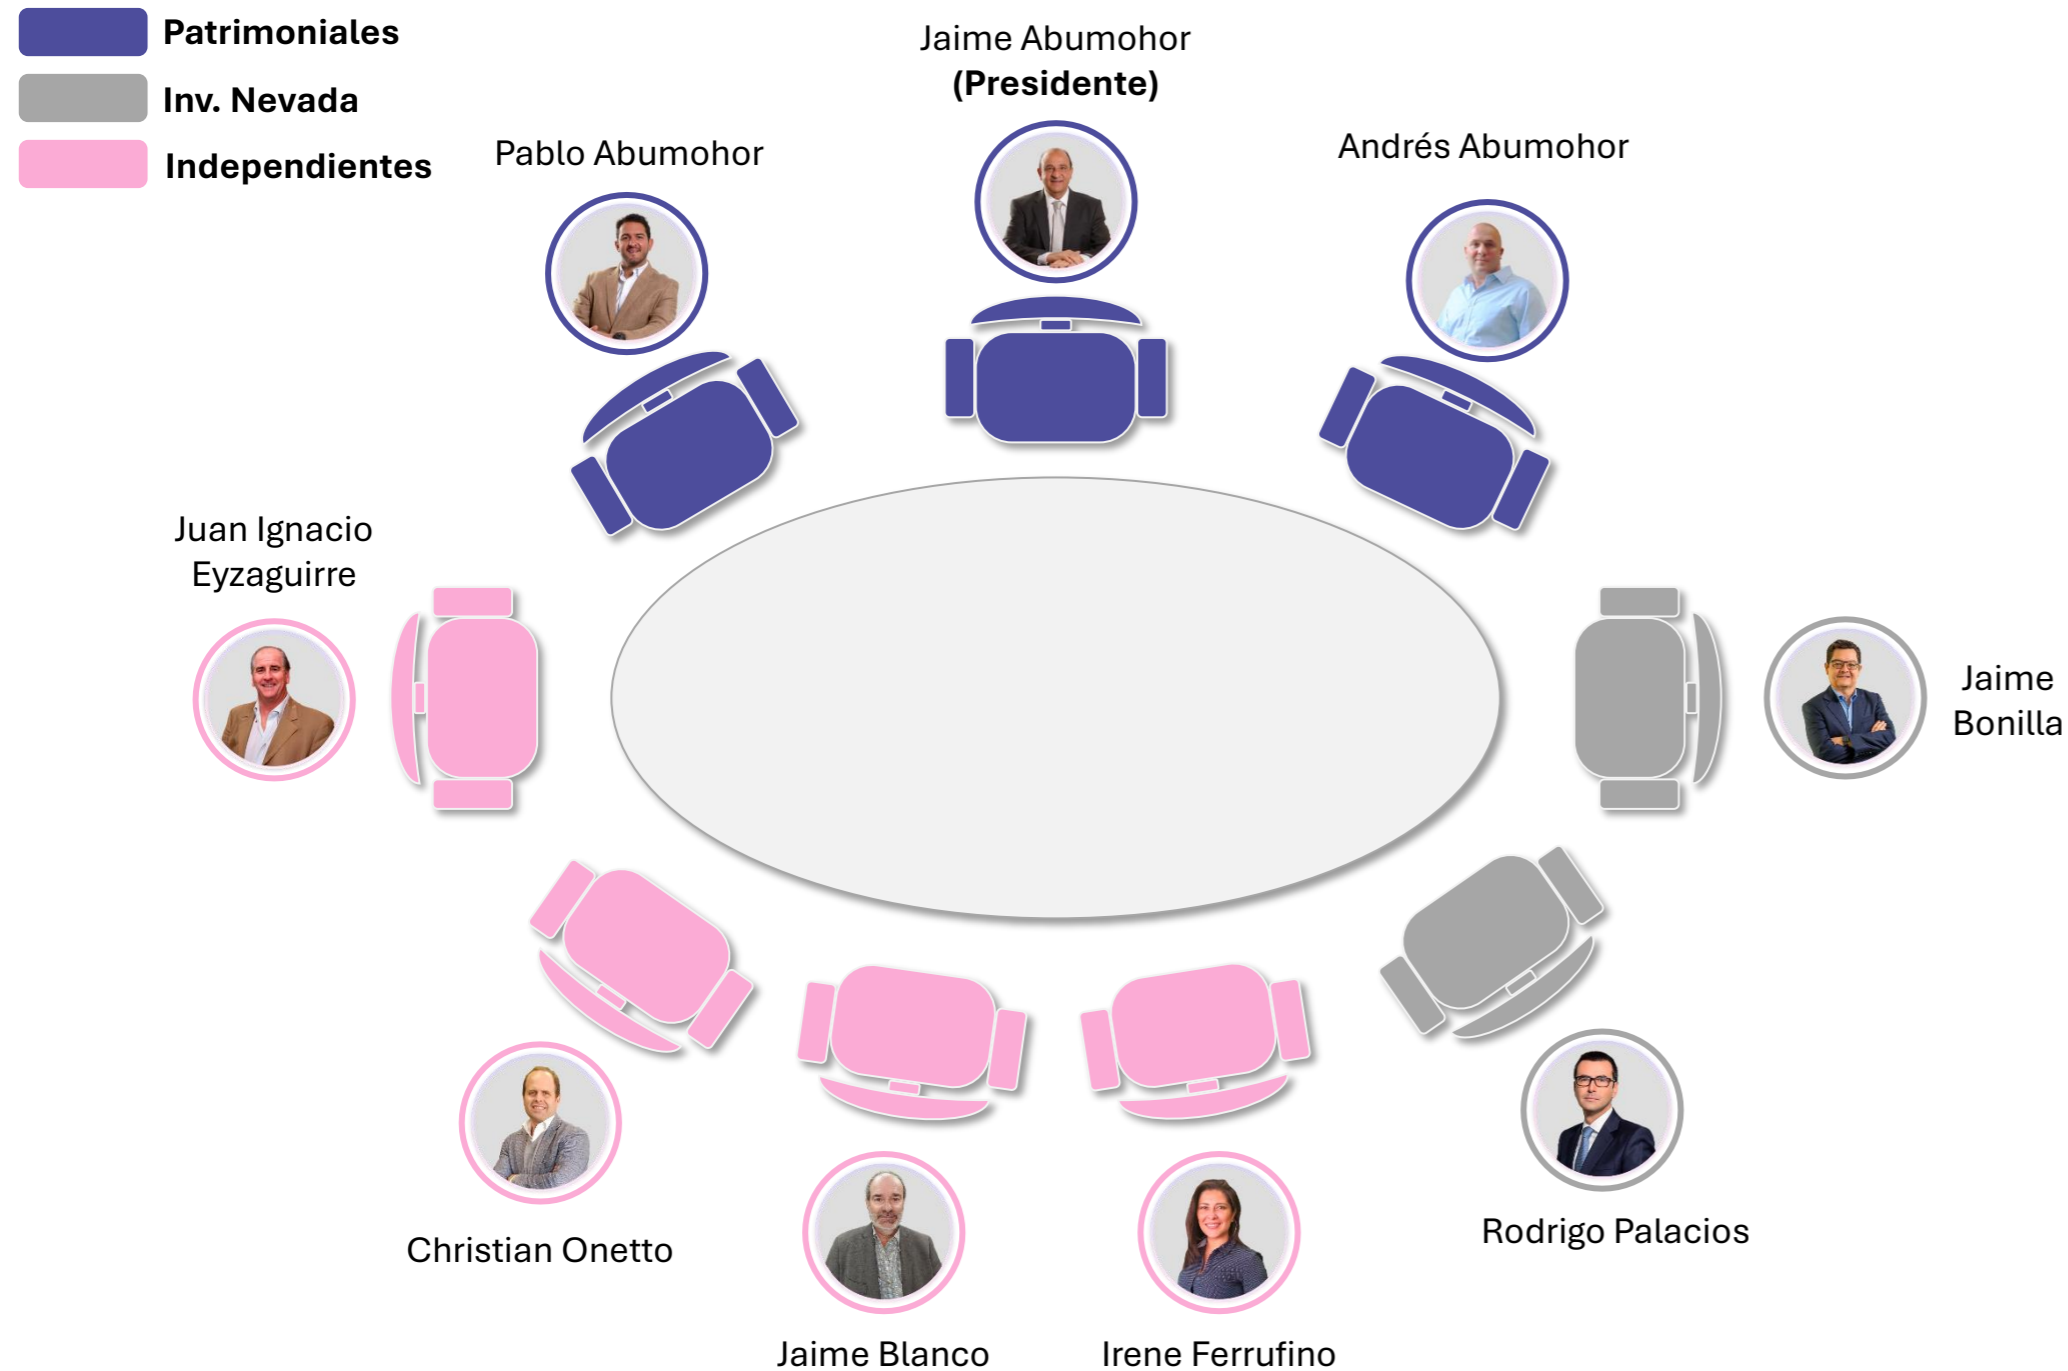 Patrimoniales
Inv. Nevada
Independientes
Jaime Abumohor
(Presidente)
Pablo Abumohor
Andrés Abumohor
Juan Ignacio
Eyzaguirre
Jaime
Bonilla
Christian Onetto
Rodrigo Palacios
Jaime Blanco
Irene Ferrufino